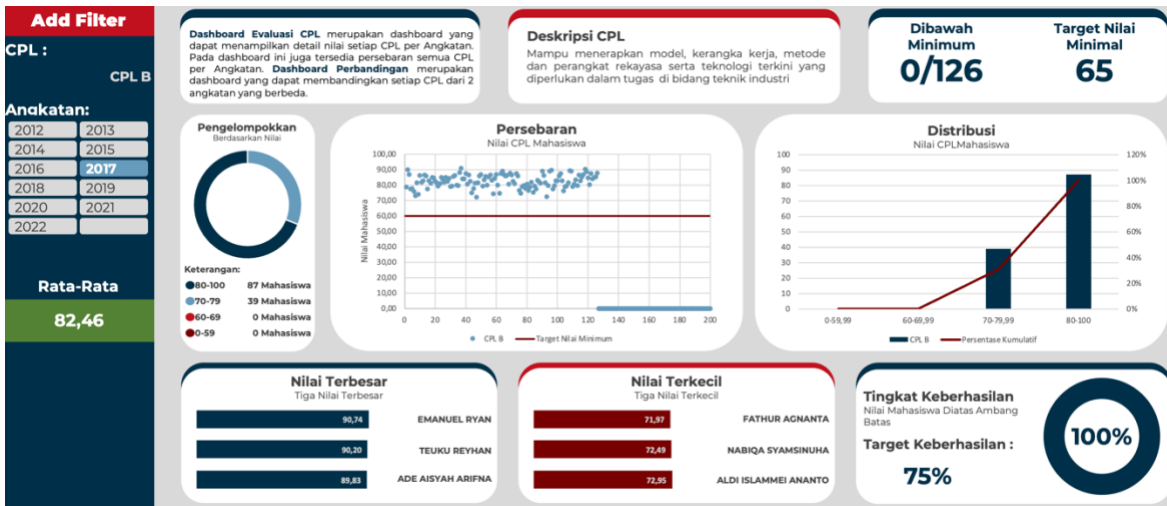 Add Filter
CPL :
CPL B
Angkatan:
2012 2013
2014 2015
2016 2017
2018 2019
2020 2021
2022
Rata-Rata
82,46
Dashboard Evaluasi CPL merupakan dashboard yang
dapat menampilkan detail nilai setiap CPL per Angkatan.
Pada dashboard ini juga tersedia persebaran semua CPL
per Angkatan. Dashboard Perbandingan merupakan
dashboard yang dapat membandingkan setiap CPL dari 2
angkatan yang berbeda.
Deskripsi CPL
Mampu menerapkan model, kerangka kerja, metode
dan perangkat rekayasa serta teknologi terkini yang
diperlukan dalam tugas di bidang teknik industri
Dibawah
Minimum
0/126
Target Nilai
Minimal
65
Pengelompokkan
Berdasarkan Nilai
Keterangan:
80-100 87 Mahasiswa
70-79 39 Mahasiswa
60-69 0 Mahasiswa
0-59 0 Mahasiswa
Persebaran
Nilai CPL Mahasiswa
Nilai Mahasiswa
100,00
90,00
80,00
70,00
60,00
50,00
40,00
30,00
20,00
10,00
0,00
0 20 40 60 80 100 120 140 160 180 200
CPL B Target Nilai Minimum
Distribusi
Nilai CPLMahasiswa
100
90
80
70
60
50
40
30
20
10
0
120%
100%
80%
60%
40%
20%
0%
0-59,99 60-69,99 70-79,99 80-100
CPL B Persentase Kumulatif
Nilai Terbesar
Tiga Nilai Terbesar
90,74 EMANUEL RYAN
90,20 TEUKU REYHAN
89,83 ADE AISYAH ARIFNA
Nilai Terkecil
Tiga Nilai Terkecil
71,97 FATHUR AGNANTA
72,49 NABIQA SYAMSINUHA
72,95 ALDI ISLAMMEI ANANTO
Tingkat Keberhasilan
Nilai Mahasiswa Diatas Ambang
Batas
Target Keberhasilan :
75%
100%